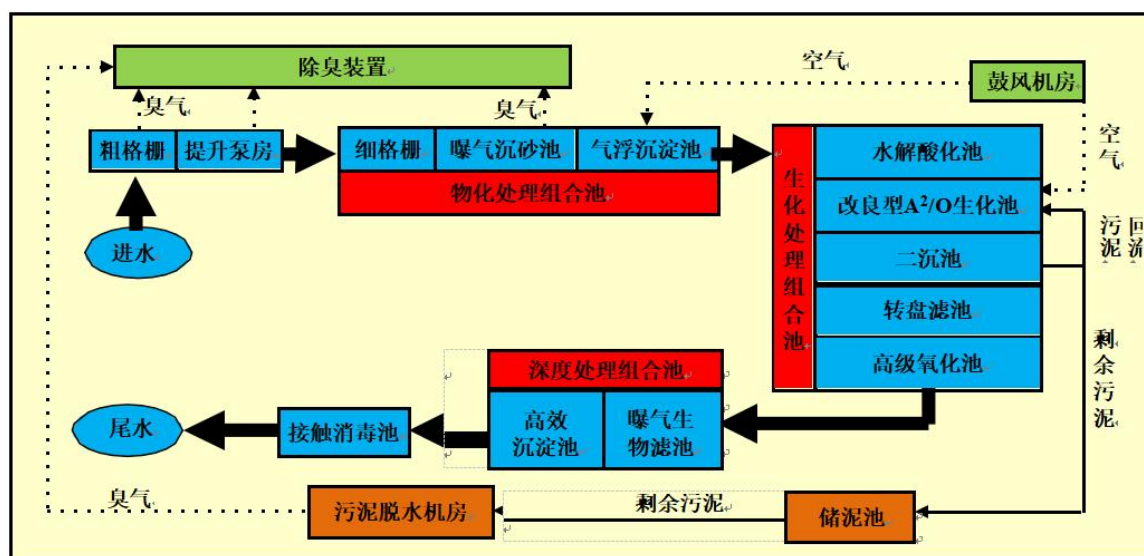 除臭装置
空气
鼓风机房
臭气
臭气
粗格栅
提升泵房
细格栅
曝气沉砂池
气浮沉淀池
物化处理组合池
进水
生化处理组合池
水解酸化池
改良型A²/O生化池
二沉池
转盘滤池
高级氧化池
空气
污泥
回流
剩余污泥
深度处理组合池
高效
沉淀池
曝气生
物滤池
接触消毒池
尾水
臭气
污泥脱水机房
剩余污泥
储泥池